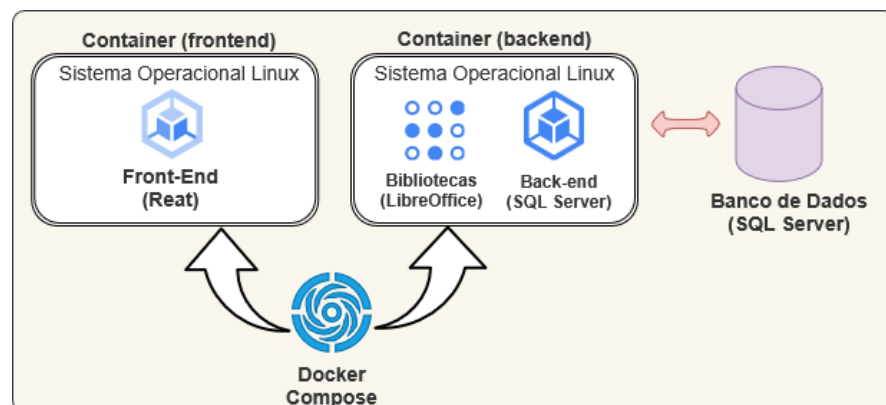 Container (frontend)
Sistema Operacional Linux
Front-End
(Reat)
Container (backend)
Sistema Operacional Linux
Bibliotecas
(LibreOffice)
Back-end
(SQL Server)
Banco de Dados
(SQL Server)
Docker
Compose